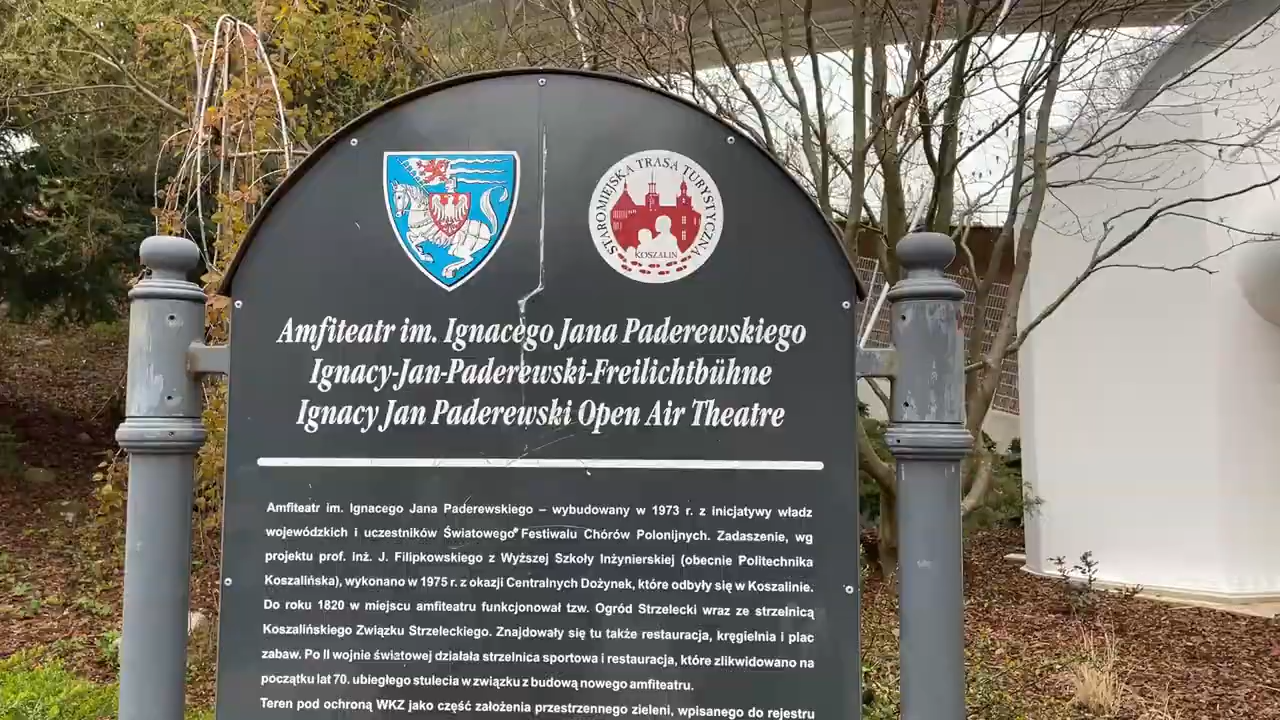 STAROMIEJSKA TRASA TURYSTYCZNA
KOSZALIN
Amfiteatr im. Ignacego Jana Paderewskiego
Ignacy-Jan-Paderewski-Freilichtbühne
Ignacy Jan Paderewski Open Air Theatre
Amfiteatr im. Ignacego Jana Paderewskiego – wybudowany w 1973 r. z inicjatywy władz
wojewódzkich i uczestników Światowego Festiwalu Chórów Polonijnych. Zadaszenie, wg
projektu prof. inż. J. Filipkowskiego z Wyższej Szkoły Inżynierskiej (obecnie Politechnika
Koszalińska), wykonano w 1975 r. z okazji Centralnych Dożynek, które odbyły się w Koszalinie.
Do roku 1820 w miejscu amfiteatru funkcjonował tzw. Ogród Strzelecki wraz ze strzelnicą
Koszalińskiego Związku Strzeleckiego. Znajdowały się tu także restauracja, kręgielnia i plac
zabaw. Po II wojnie światowej działała strzelnica sportowa i restauracja, które zlikwidowano na
początku lat 70. ubiegłego stulecia w związku z budową nowego amfiteatru.
Teren pod ochroną WKZ jako część założenia przestrzennego zieleni, wpisanego do rejestru